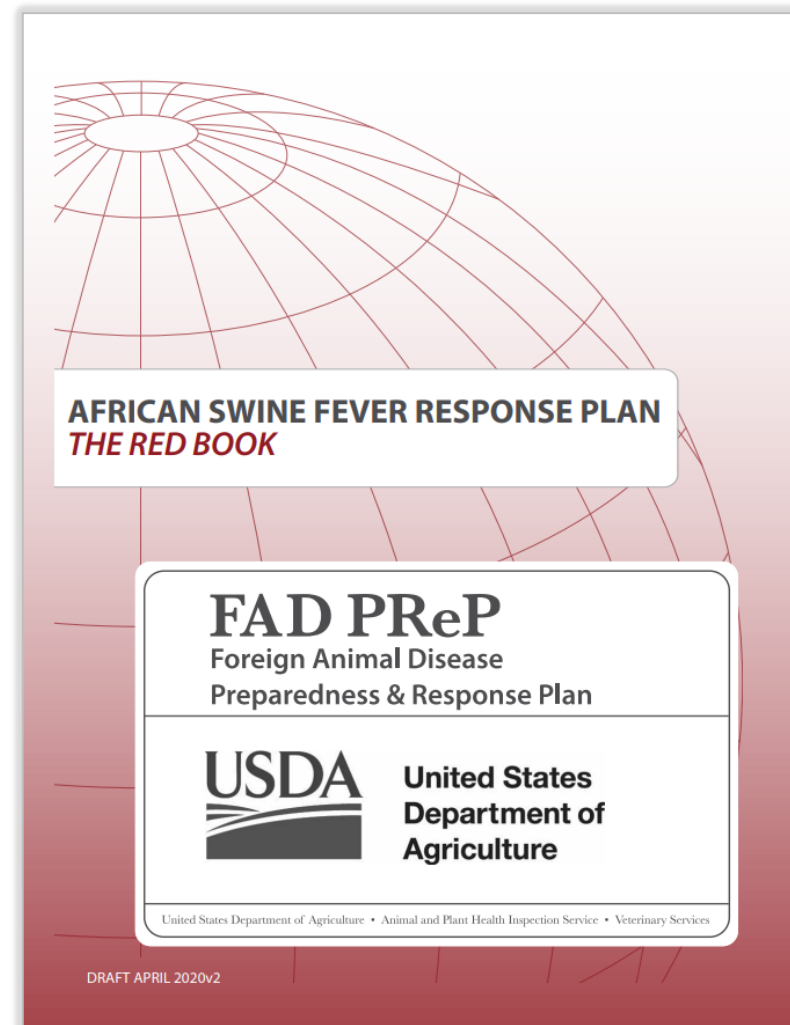 AFRICAN SWINE FEVER RESPONSE PLAN
THE RED BOOK
FAD PReP
Foreign Animal Disease
Preparedness & Response Plan
USDA
United States
Department of
Agriculture
United States Department of Agriculture • Animal and Plant Health Inspection Service • Veterinary Services
DRAFT APRIL 2020v2